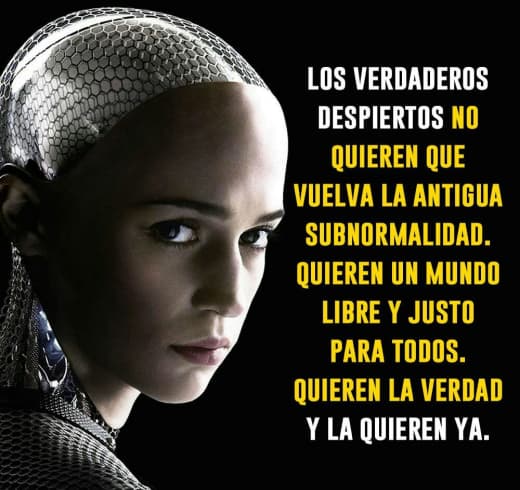 LOS VERDADEROS
DESPIERTOS NO
QUIEREN QUE
VUELVA LA ANTIGUA
SUBNORMALIDAD.
QUIEREN UN MUNDO
LIBRE Y JUSTO
PARA TODOS.
QUIEREN LA VERDAD
Y LA QUIEREN YA.